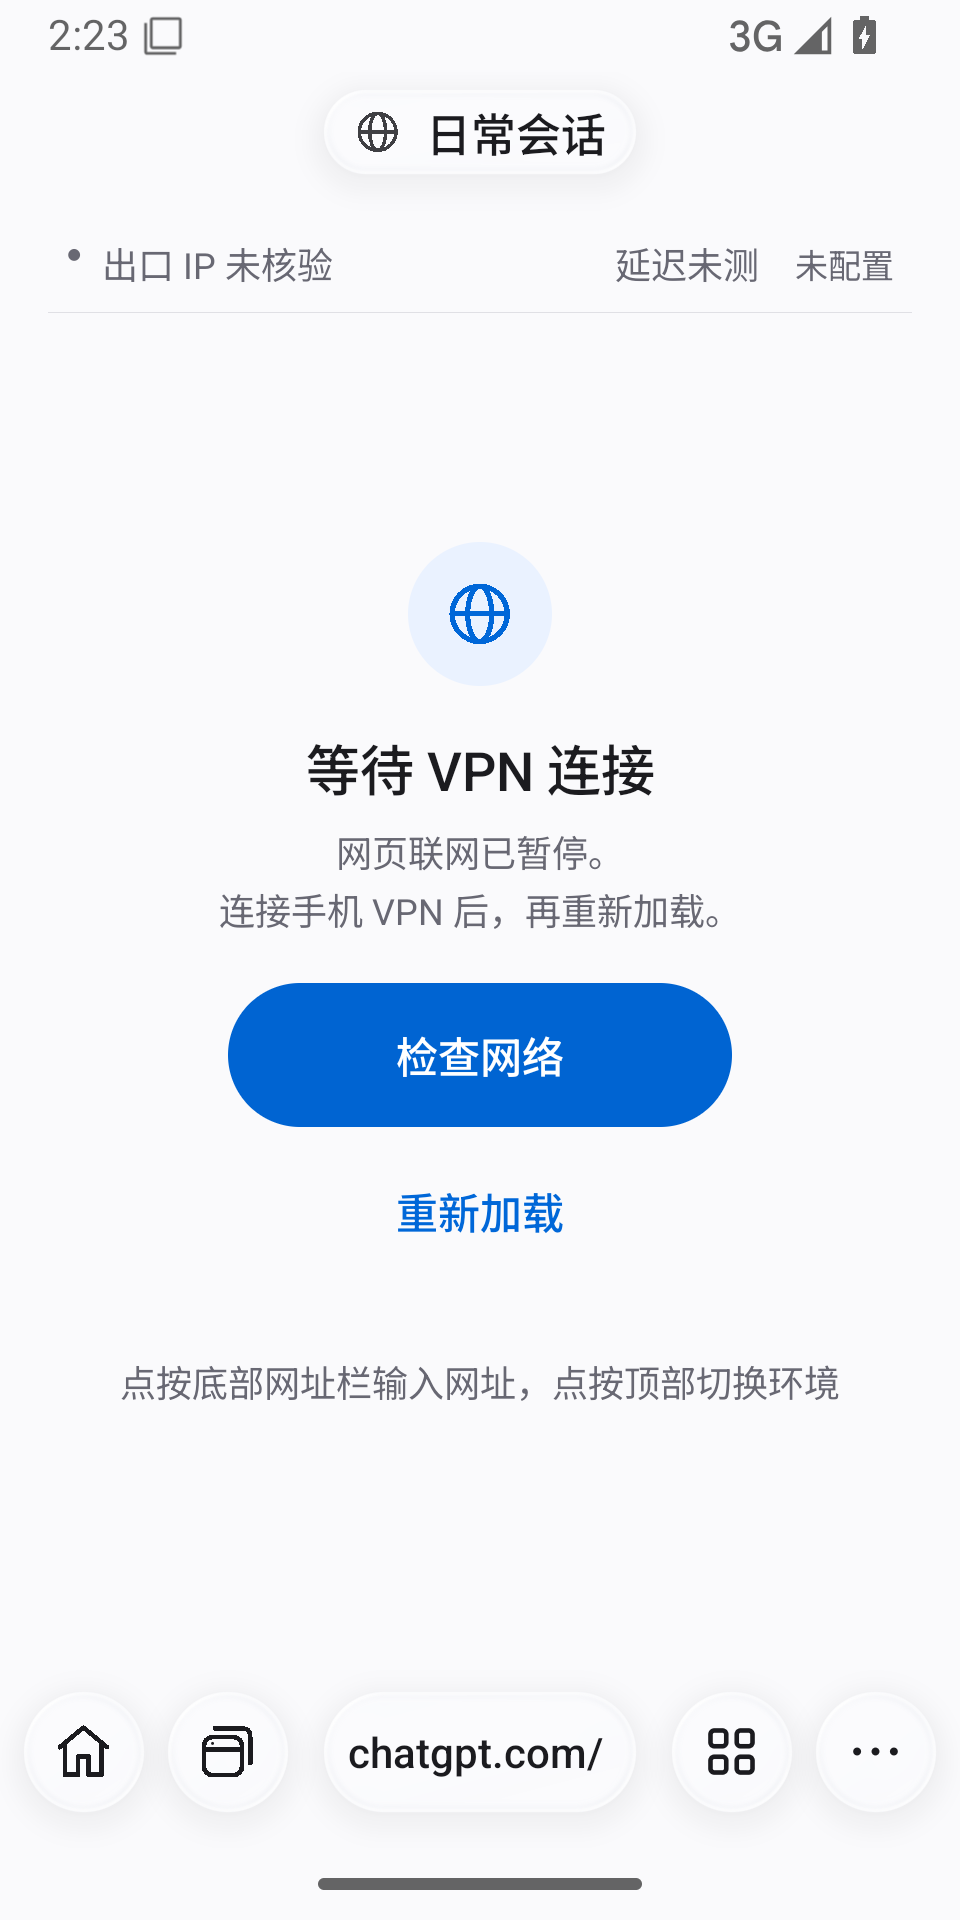 2:23
3G
日常会话
出口 IP 未核验
延迟未测
未配置
等待 VPN 连接
网页联网已暂停。
连接手机 VPN 后，再重新加载。
检查网络
重新加载
点按底部网址栏输入网址，点按顶部切换环境
chatgpt.com/